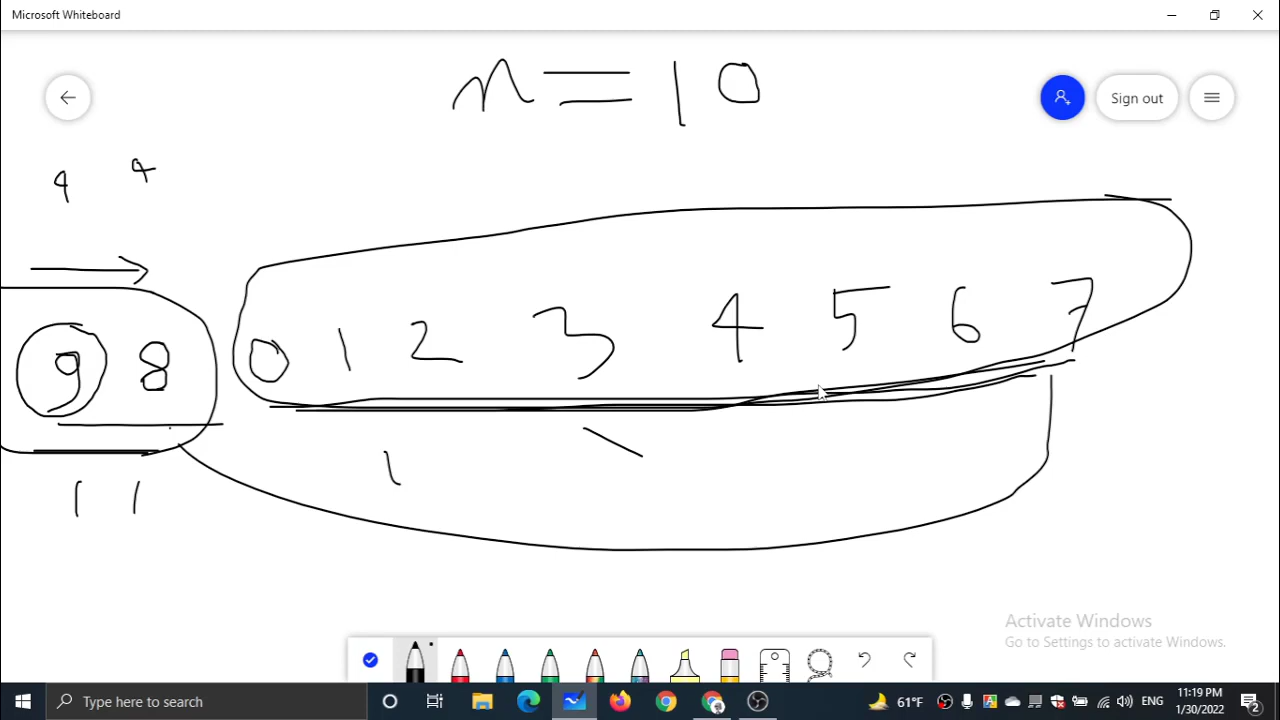 Microsoft Whiteboard
n = 10
Sign out
9 8 0 1 2 3 4 5 6 7
1 1
1
Activate Windows
Go to Settings to activate Windows.
Type here to search
61°F
ENG
11:19 PM
1/30/2022
2